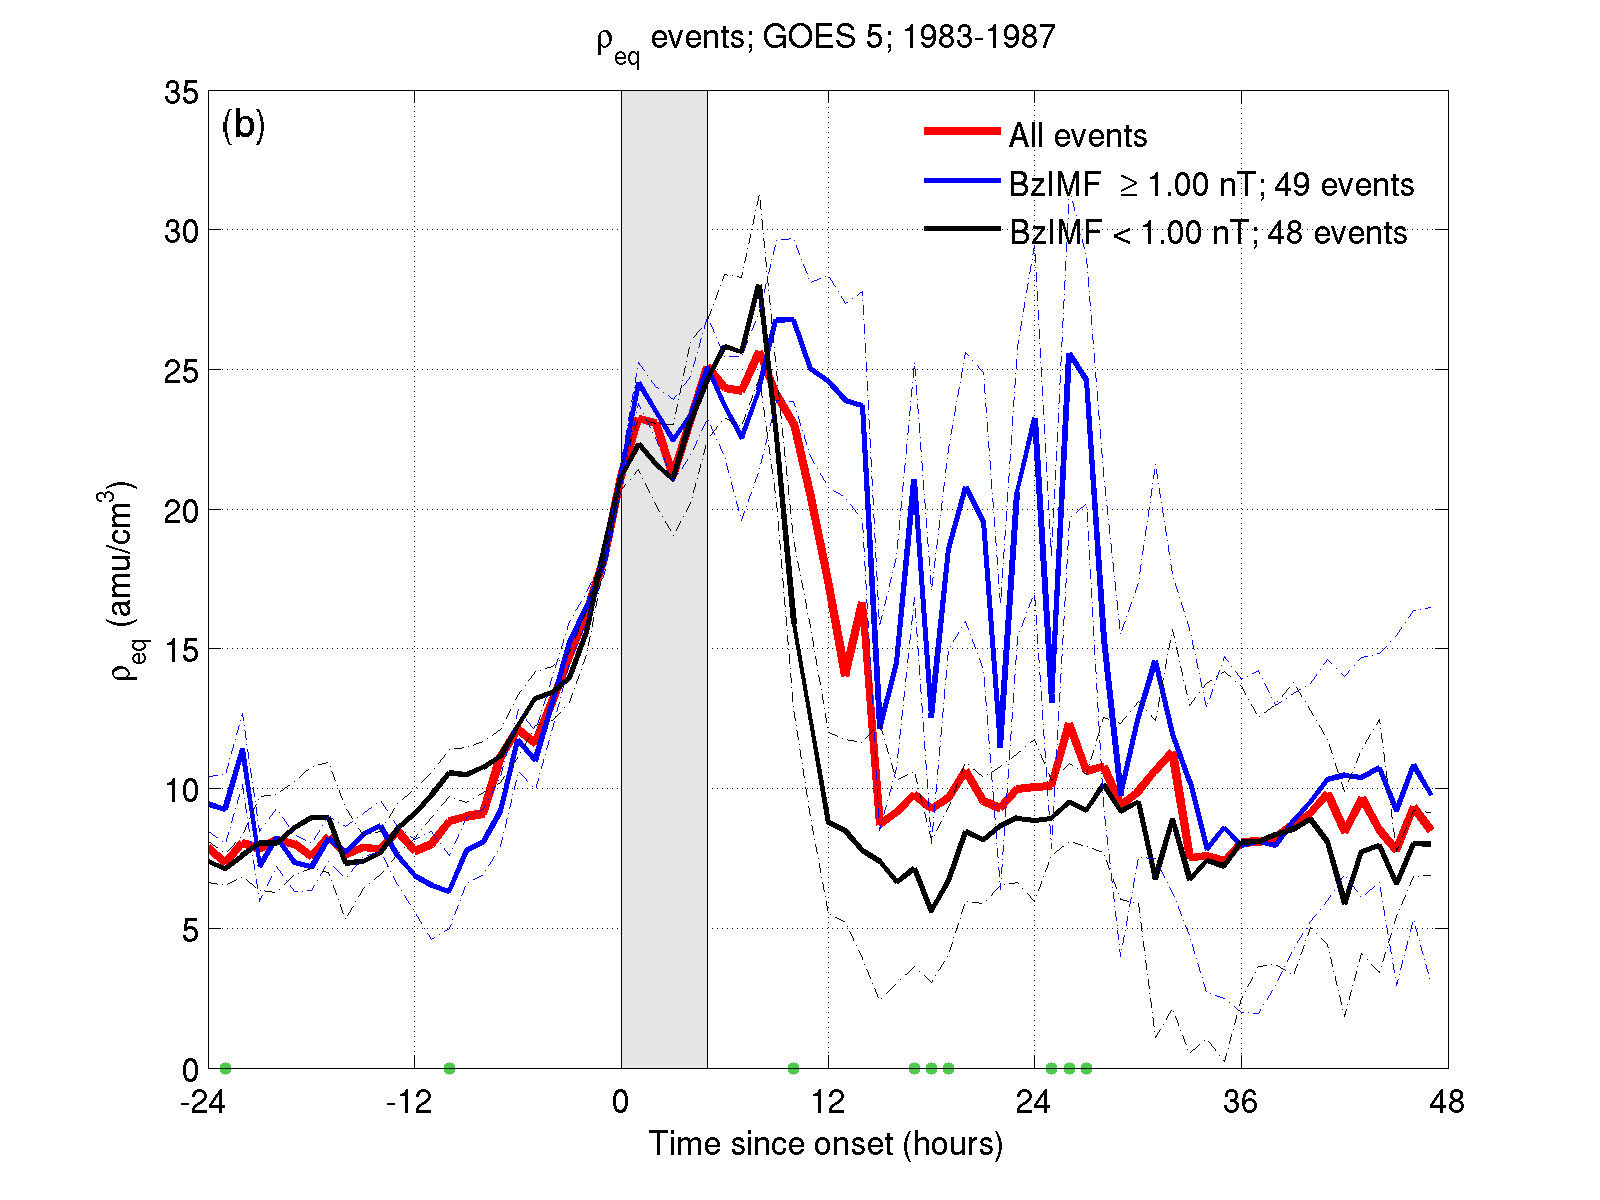 ρeq events; GOES 5; 1983-1987
(b)
All events
BzIMF ≥ 1.00 nT; 49 events
BzIMF < 1.00 nT; 48 events
35
30
25
20
15
10
5
0
ρeq (amu/cm³)
-24 -12 0 12 24 36 48
Time since onset (hours)